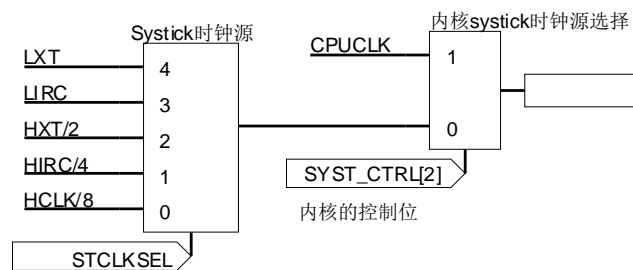 Systick时钟源
内核systick时钟源选择
LXT
4
LIRC
3
HXT/2
2
HIRC/4
1
HCLK/8
0
STCLKSEL
CPUCLK
1
0
SYST_CTRL[2]
内核的控制位